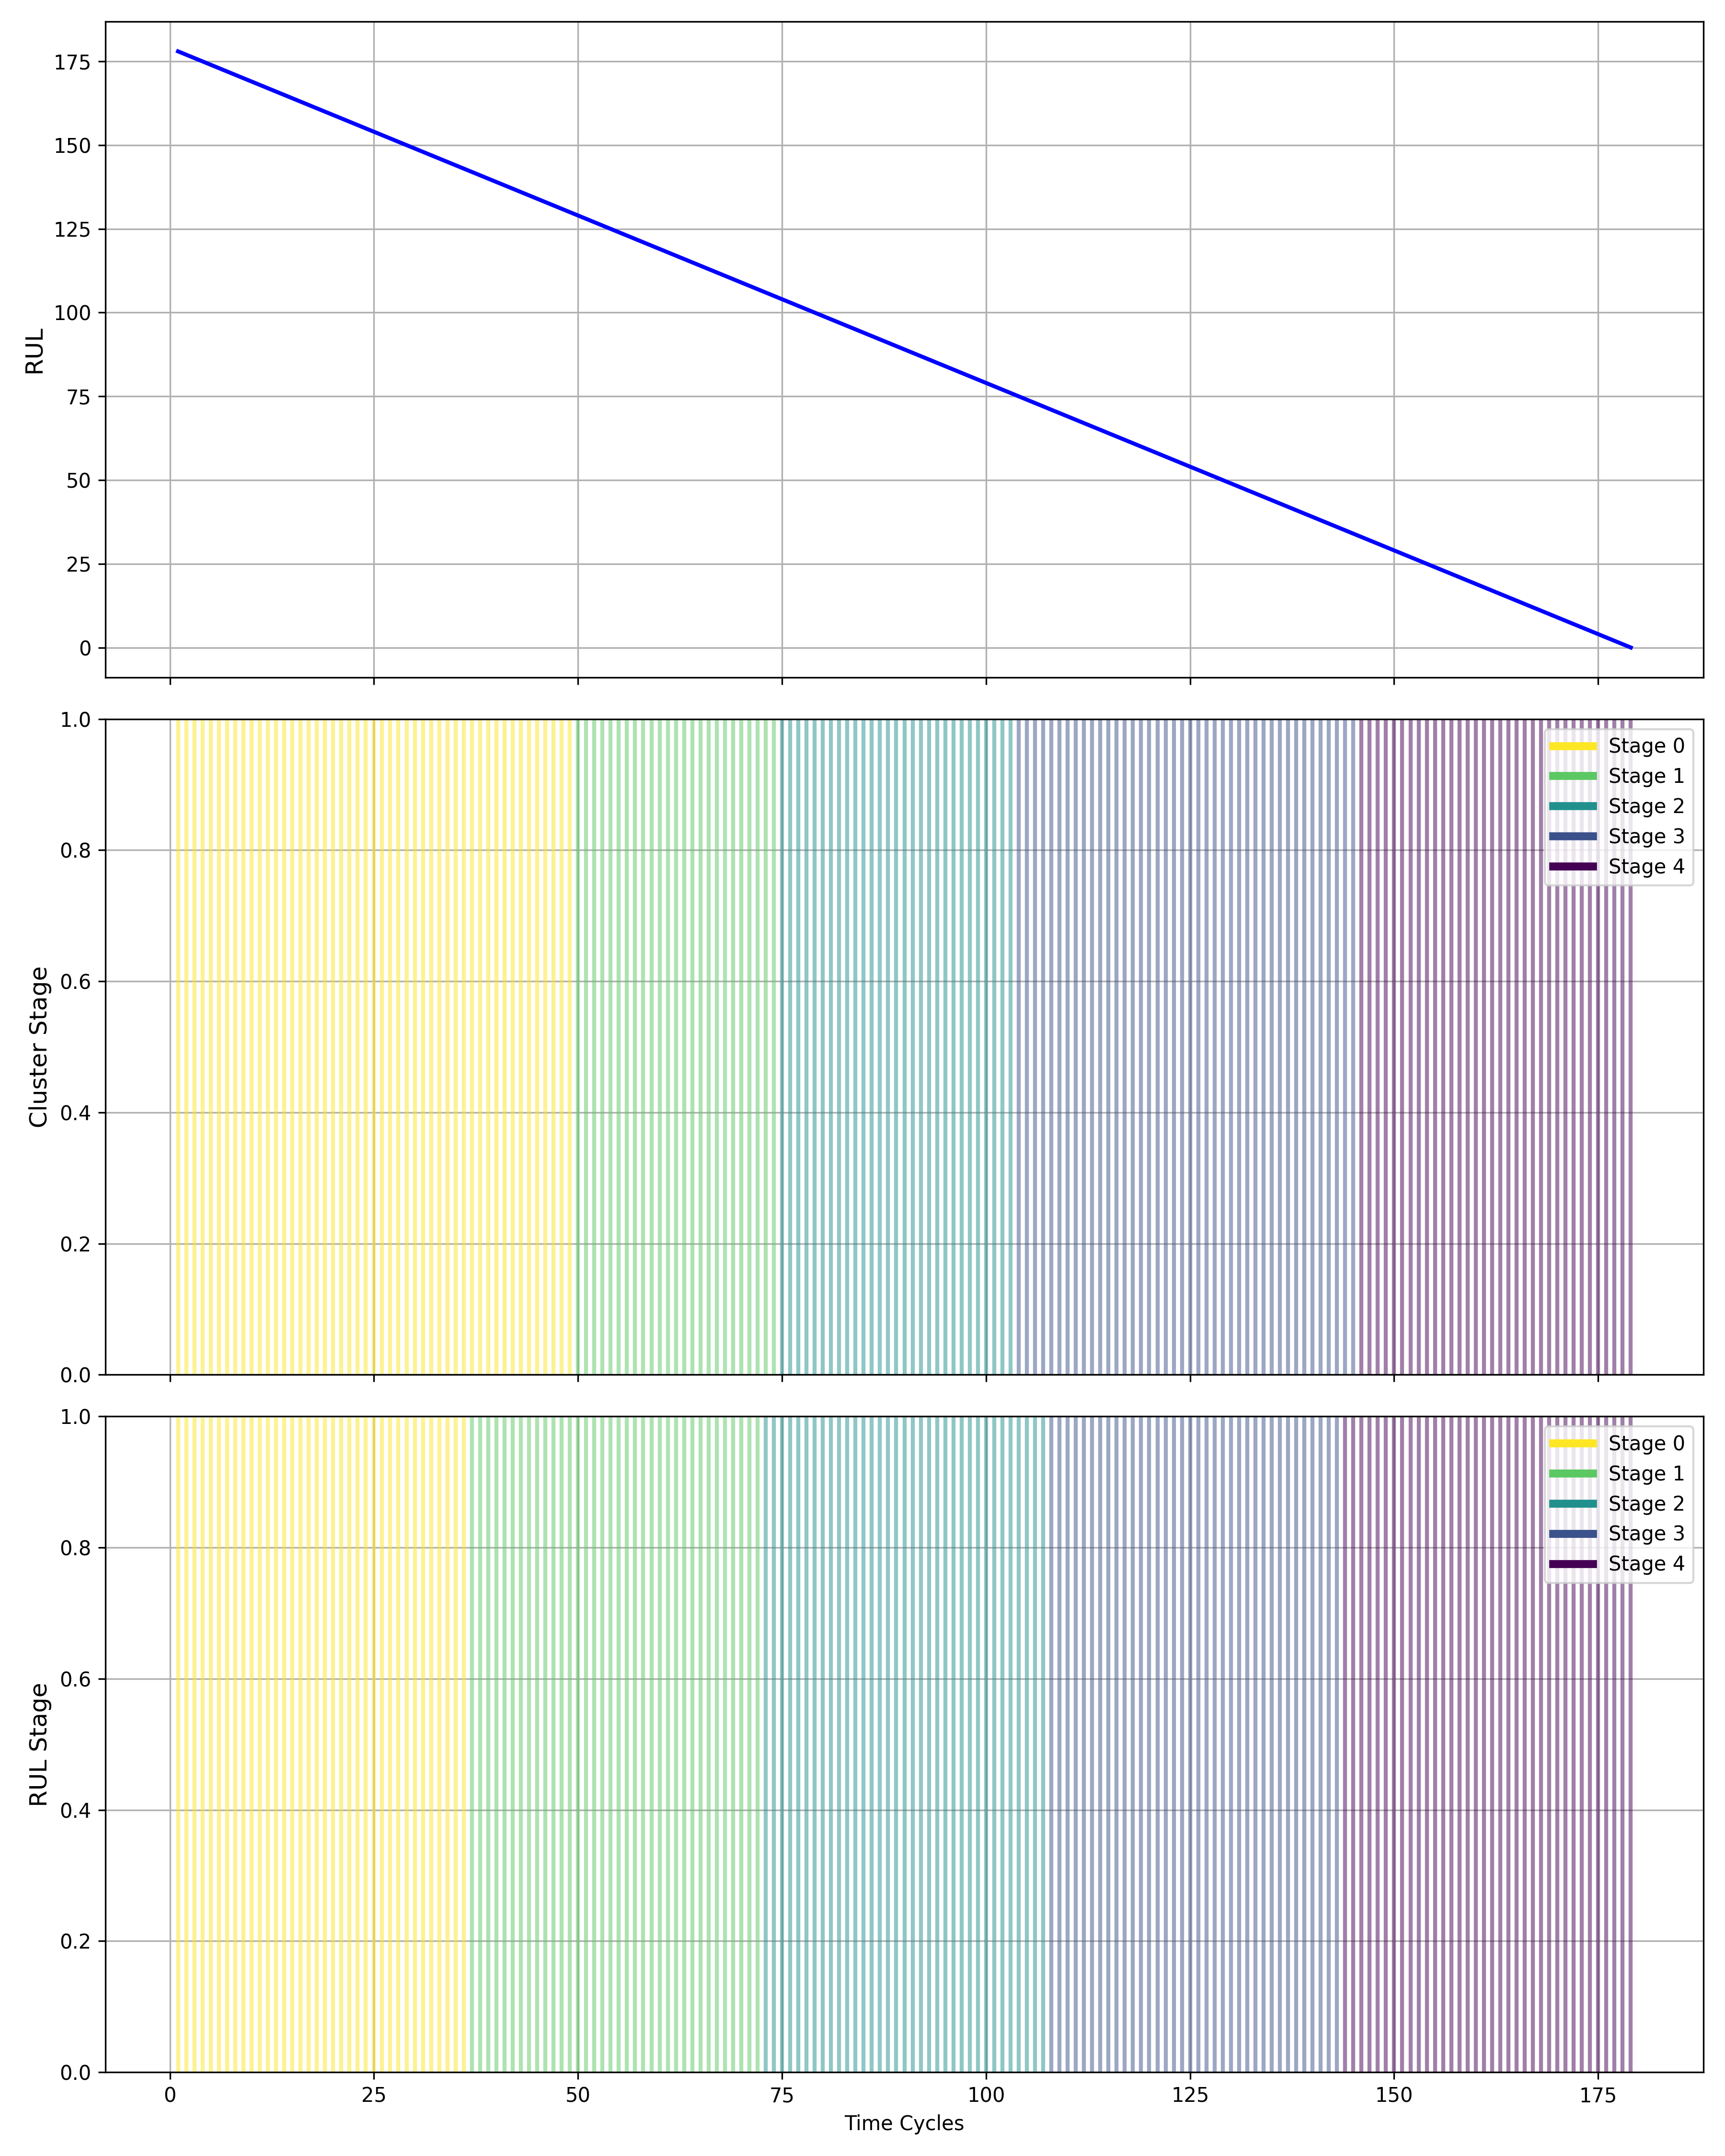 175
150
125
100
75
50
25
0
RUL
1.0
0.8
0.6
0.4
0.2
0.0
Cluster Stage
Stage 0
Stage 1
Stage 2
Stage 3
Stage 4
1.0
0.8
0.6
0.4
0.2
0.0
RUL Stage
Stage 0
Stage 1
Stage 2
Stage 3
Stage 4
0 25 50 75 100 125 150 175
Time Cycles